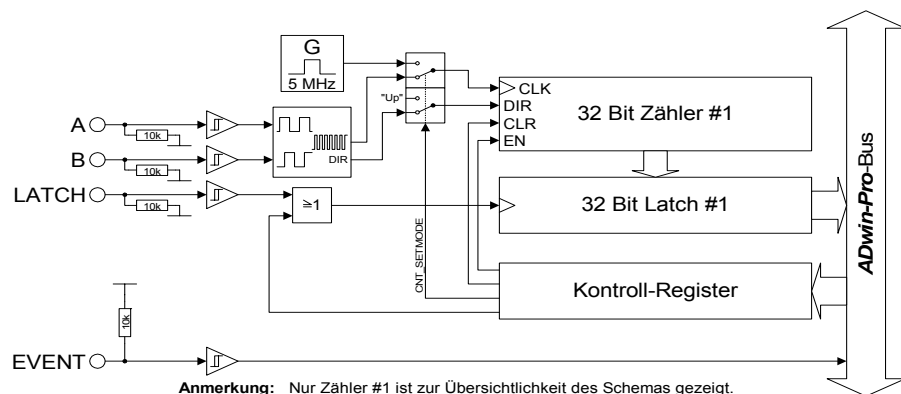 G
5 MHz
"Up"
CLK
DIR
CLR
EN
32 Bit Zähler #1
A
10k
DIR
B
10k
LATCH
10k
≥1
32 Bit Latch #1
CNT_SETMODE
Kontroll-Register
10k
EVENT
ADwin-Pro-Bus
Anmerkung: Nur Zähler #1 ist zur Übersichtlichkeit des Schemas gezeigt.